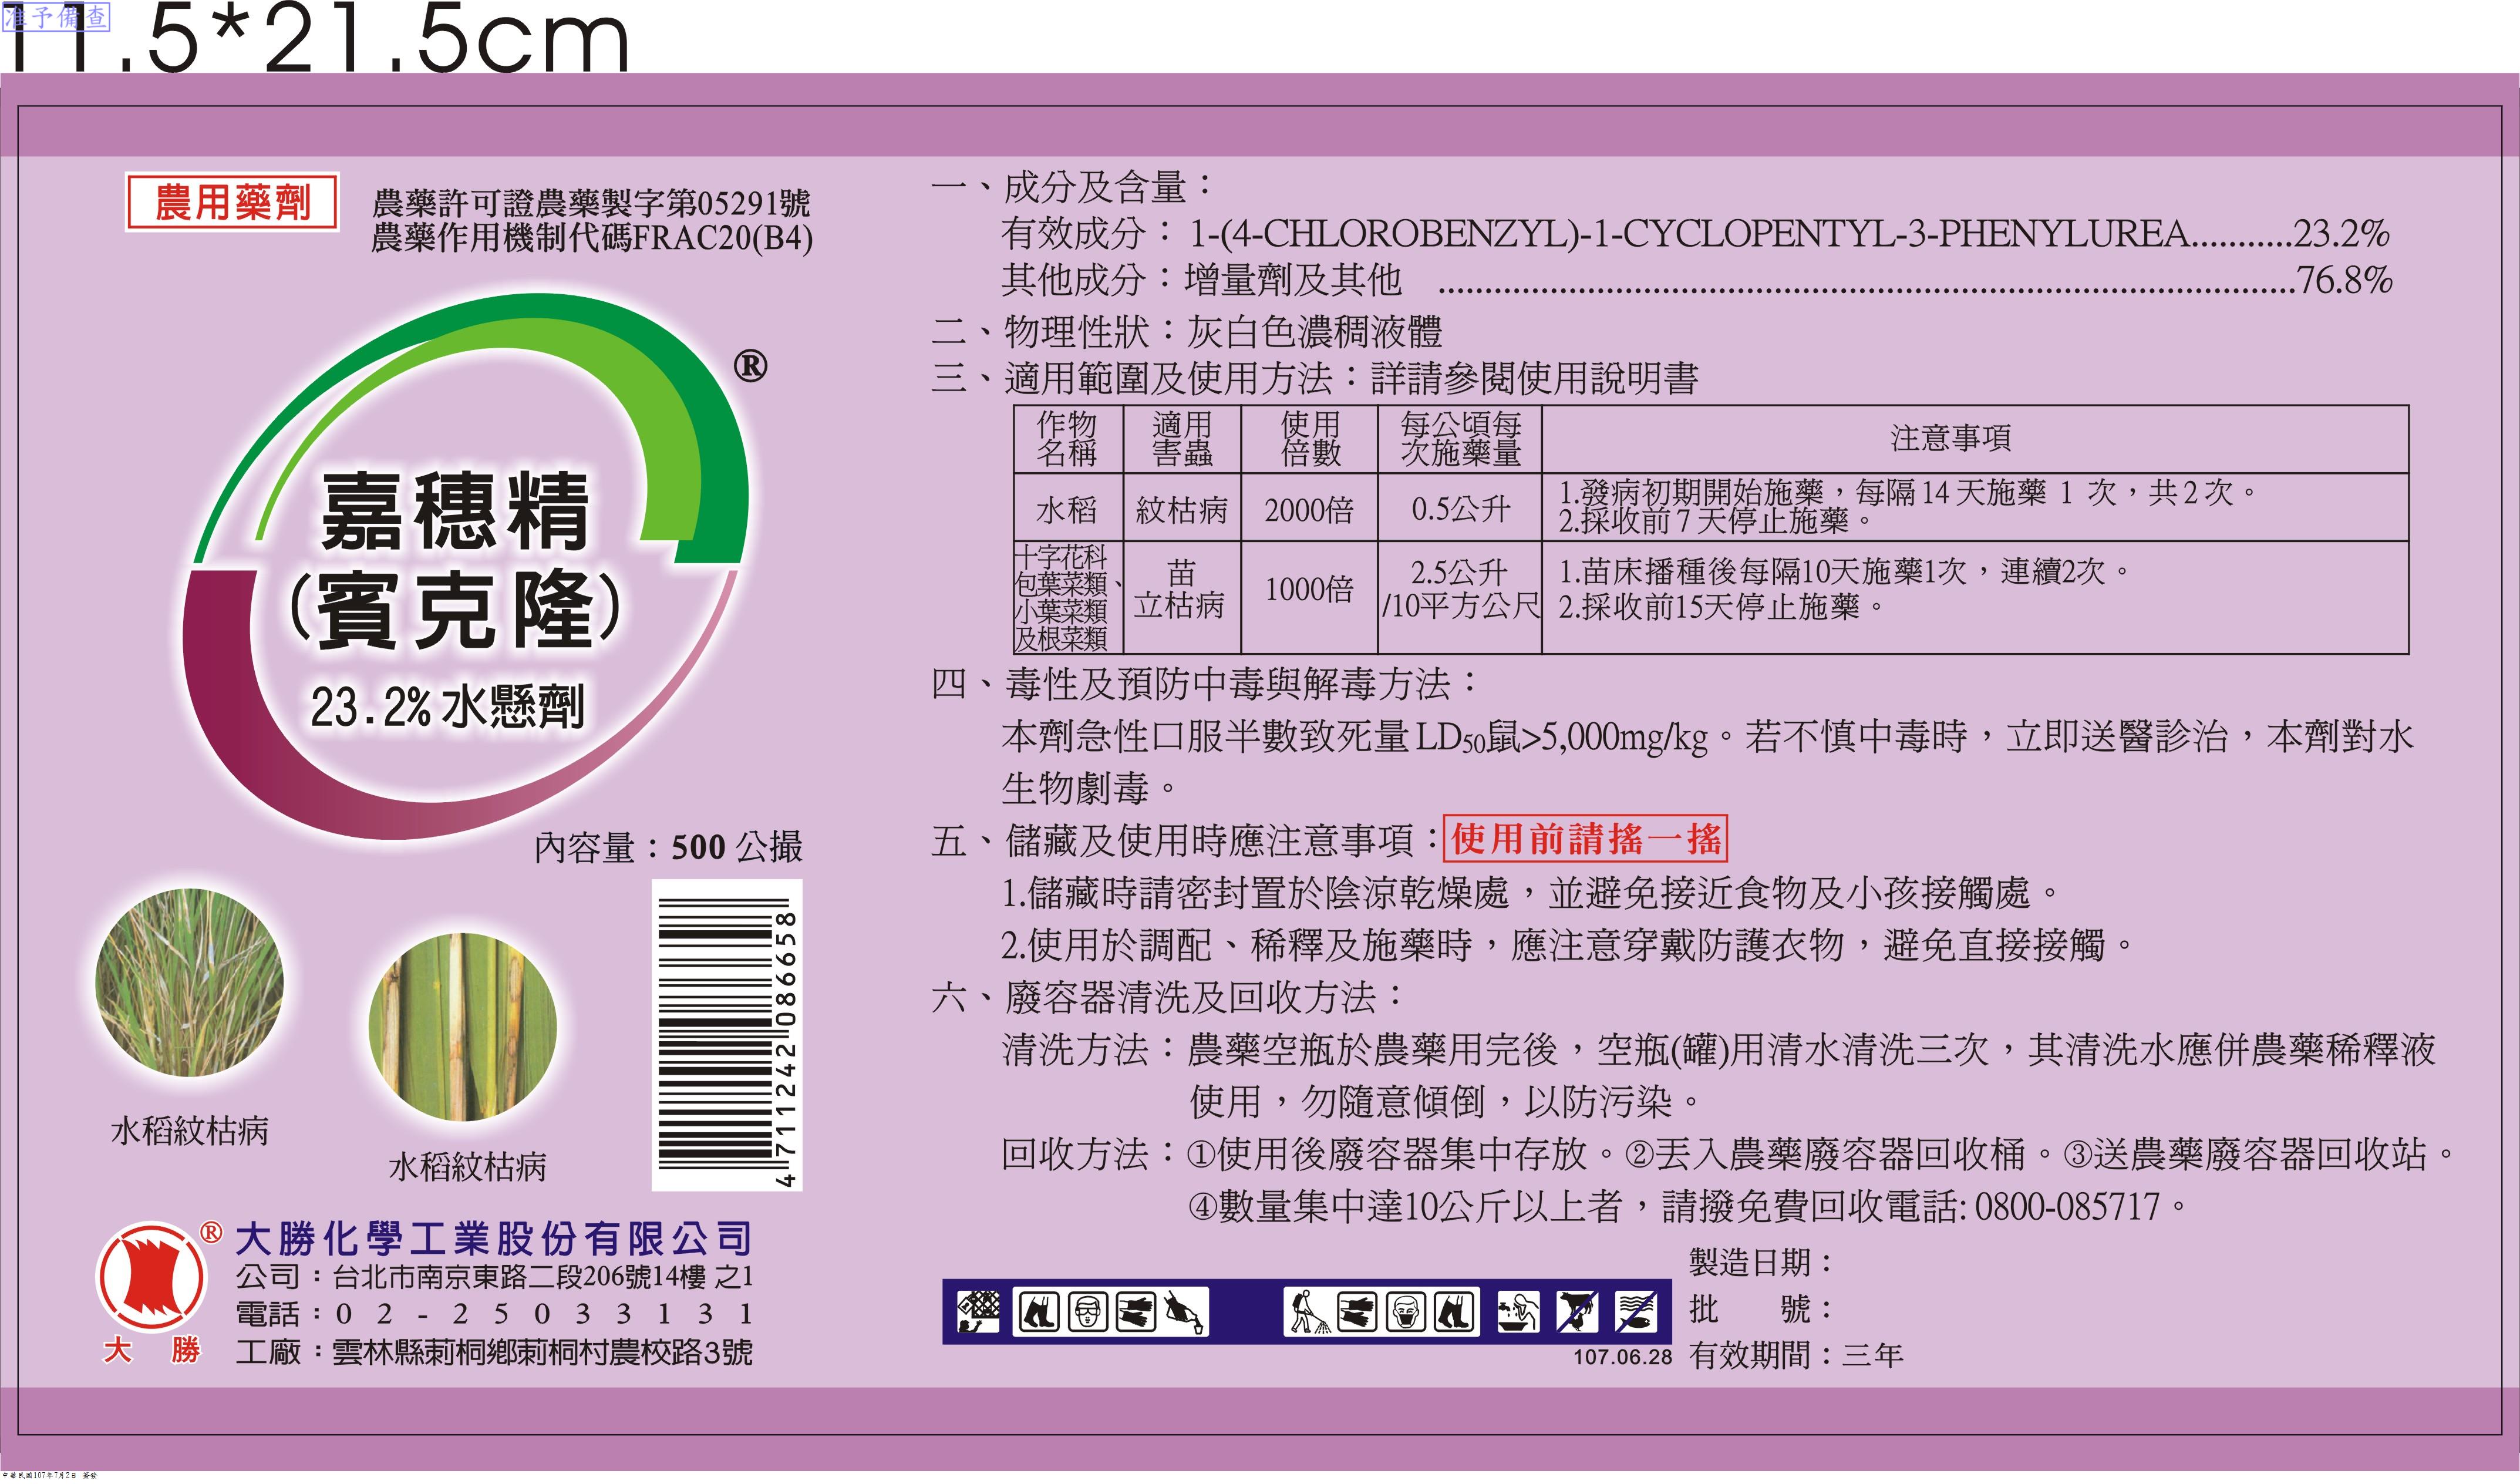 准予備查
11.5*21.5cm
農用藥劑
農藥許可證農藥製字第05291號
農藥作用機制代碼FRAC20(B4)
®
嘉穗精
(賓克隆)
23.2%水懸劑
內容量：500公撮
水稻紋枯病
水稻紋枯病
4711242086658
®
大勝
大勝化學工業股份有限公司
公司：台北市南京東路二段206號14樓 之1
電話：02-25033131
工廠：雲林縣莿桐鄉莿桐村農校路3號
一、成分及含量：
有效成分：1-(4-CHLOROBENZYL)-1-CYCLOPENTYL-3-PHENYLUREA...........23.2%
其他成分：增量劑及其他 ............................................................................................76.8%
二、物理性狀：灰白色濃稠液體
三、適用範圍及使用方法：詳請參閱使用說明書
作物名稱 適用害蟲 使用倍數 每公頃每次施藥量 注意事項
水稻 紋枯病 2000倍 0.5公升 1.發病初期開始施藥，每隔14天施藥 1 次，共2次。
2.採收前7天停止施藥。
十字花科包葉菜類、小葉菜類及根菜類 苗立枯病 1000倍 2.5公升/10平方公尺 1.苗床播種後每隔10天施藥1次，連續2次。
2.採收前15天停止施藥。
四、毒性及預防中毒與解毒方法：
本劑急性口服半數致死量LD50鼠>5,000mg/kg。若不慎中毒時，立即送醫診治，本劑對水
生物劇毒。
五、儲藏及使用時應注意事項：使用前請搖一搖
1.儲藏時請密封置於陰涼乾燥處，並避免接近食物及小孩接觸處。
2.使用於調配、稀釋及施藥時，應注意穿戴防護衣物，避免直接接觸。
六、廢容器清洗及回收方法：
清洗方法：農藥空瓶於農藥用完後，空瓶(罐)用清水清洗三次，其清洗水應併農藥稀釋液
使用，勿隨意傾倒，以防污染。
回收方法：①使用後廢容器集中存放。②丟入農藥廢容器回收桶。③送農藥廢容器回收站。
④數量集中達10公斤以上者，請撥免費回收電話: 0800-085717。
製造日期：
批　　號：
107.06.28
有效期間：三年
中華民國107年7月2日 簽發